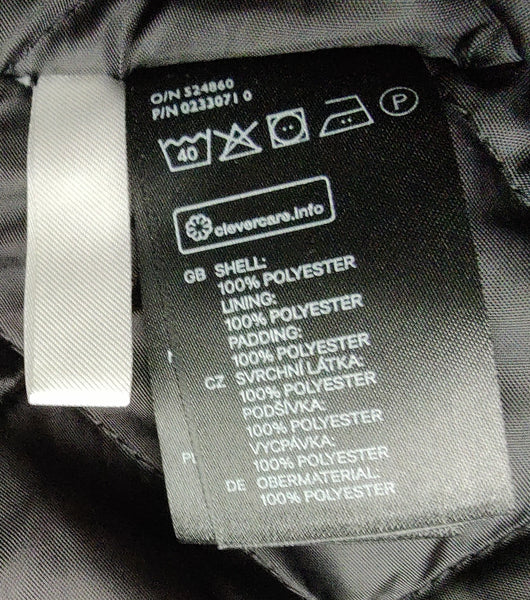 O/N 524860
P/N 0233071 0
40
P
clevercare.info
GB SHELL:
100% POLYESTER
LINING:
100% POLYESTER
PADDING:
100% POLYESTER
CZ SVRCHNÍ LÁTKA:
100% POLYESTER
PODŠÍVKA:
100% POLYESTER
VYCPÁVKA:
100% POLYESTER
DE OBERMATERIAL:
100% POLYESTER